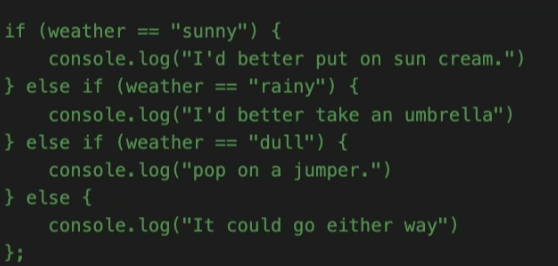 if (weather == "sunny") {
    console.log("I'd better put on sun cream.")
} else if (weather == "rainy") {
    console.log("I'd better take an umbrella")
} else if (weather == "dull") {
    console.log("pop on a jumper.")
} else {
    console.log("It could go either way")
};